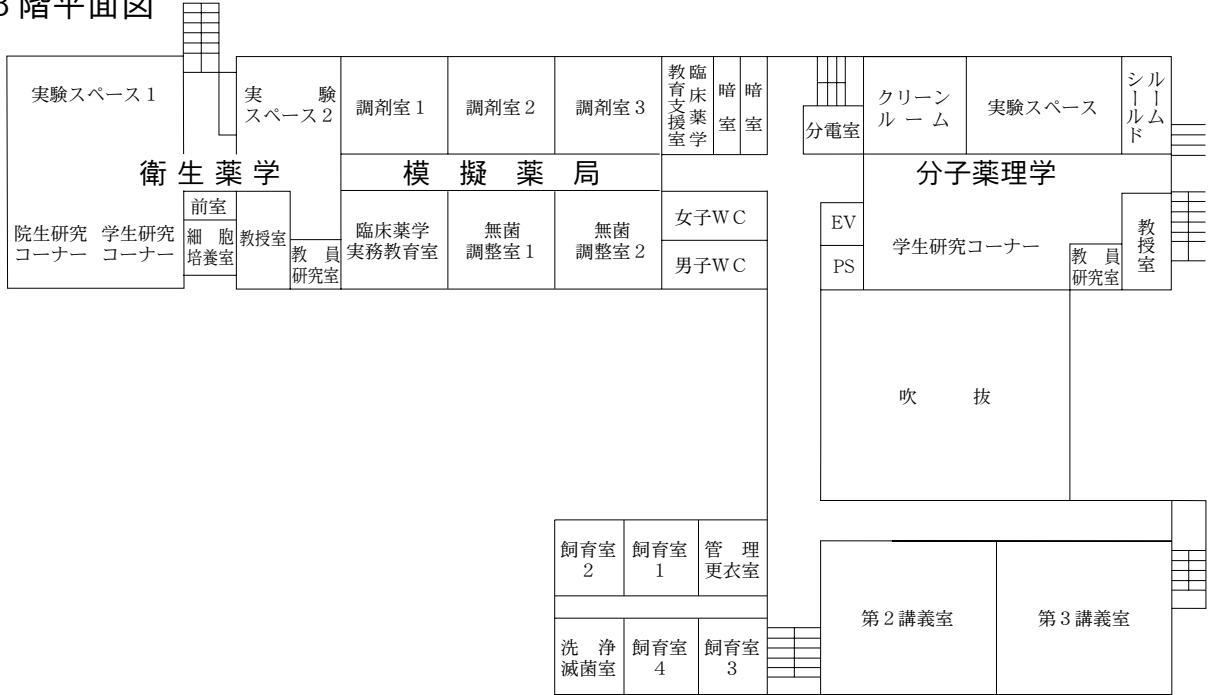 3階平面図
実験スペース1
実験
スペース2
調剤室1
調剤室2
調剤室3
臨床薬学
教育支援室
暗室
暗室
分電室
クリーン
ルーム
実験スペース
シールド
ルーム
衛生薬学
模擬薬局
分子薬理学
院生研究
コーナー
学生研究
コーナー
前室
細胞
培養室
教授室
教員
研究室
臨床薬学
実務教育室
無菌
調整室1
無菌
調整室2
女子WC
男子WC
EV
PS
学生研究コーナー
教員
研究室
教授室
吹抜
飼育室
2
飼育室
1
管理
更衣室
洗浄
滅菌室
飼育室
4
飼育室
3
第2講義室
第3講義室